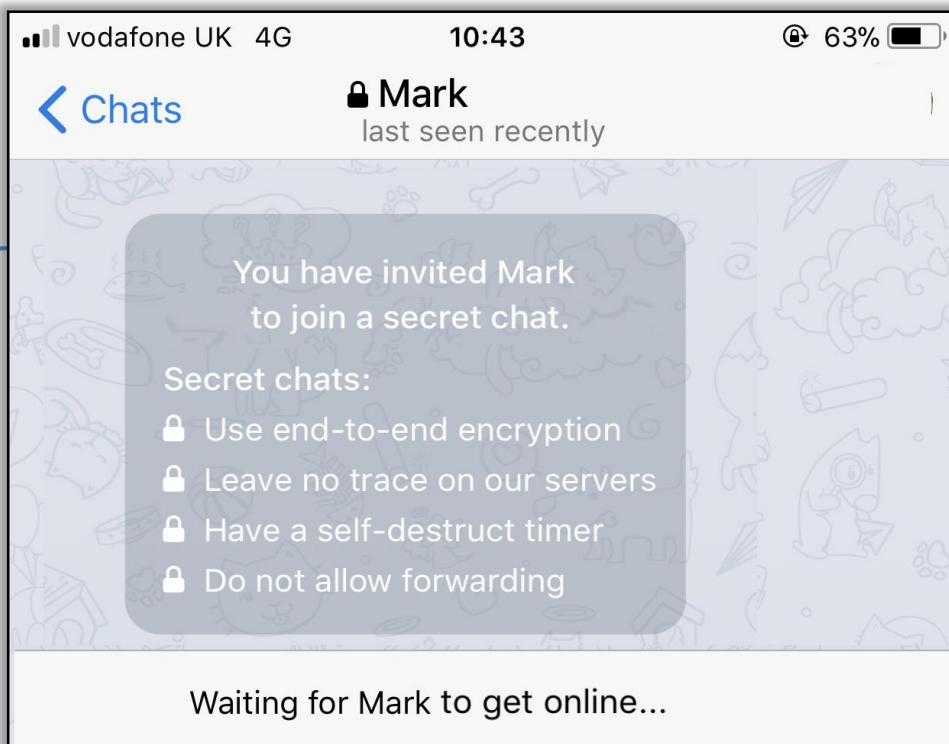 vodafone UK 4G 10:43 63%
Chats Mark
last seen recently
You have invited Mark
to join a secret chat.
Secret chats:
Use end-to-end encryption
Leave no trace on our servers
Have a self-destruct timer
Do not allow forwarding
Waiting for Mark to get online...